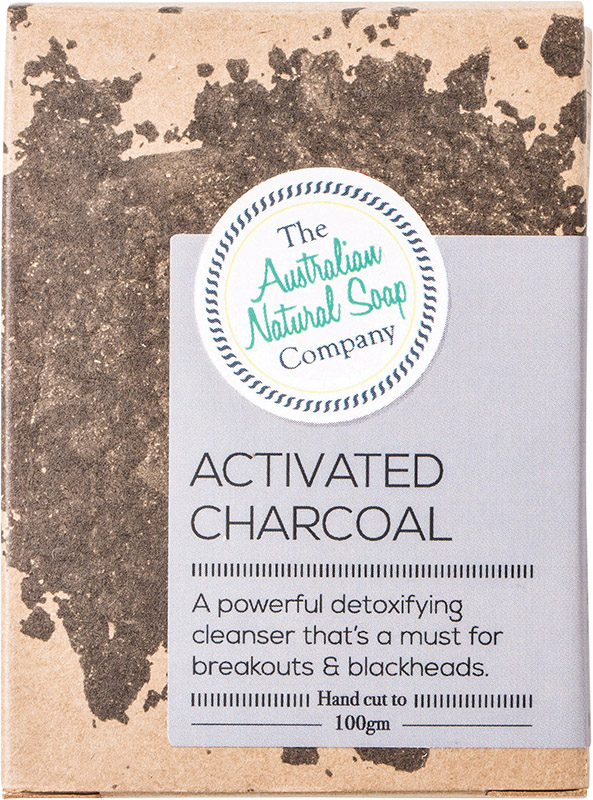 The
Australian
Natural Soap
Company
ACTIVATED
CHARCOAL
A powerful detoxifying
cleanser that's a must for
breakouts & blackheads.
Hand cut to
100gm